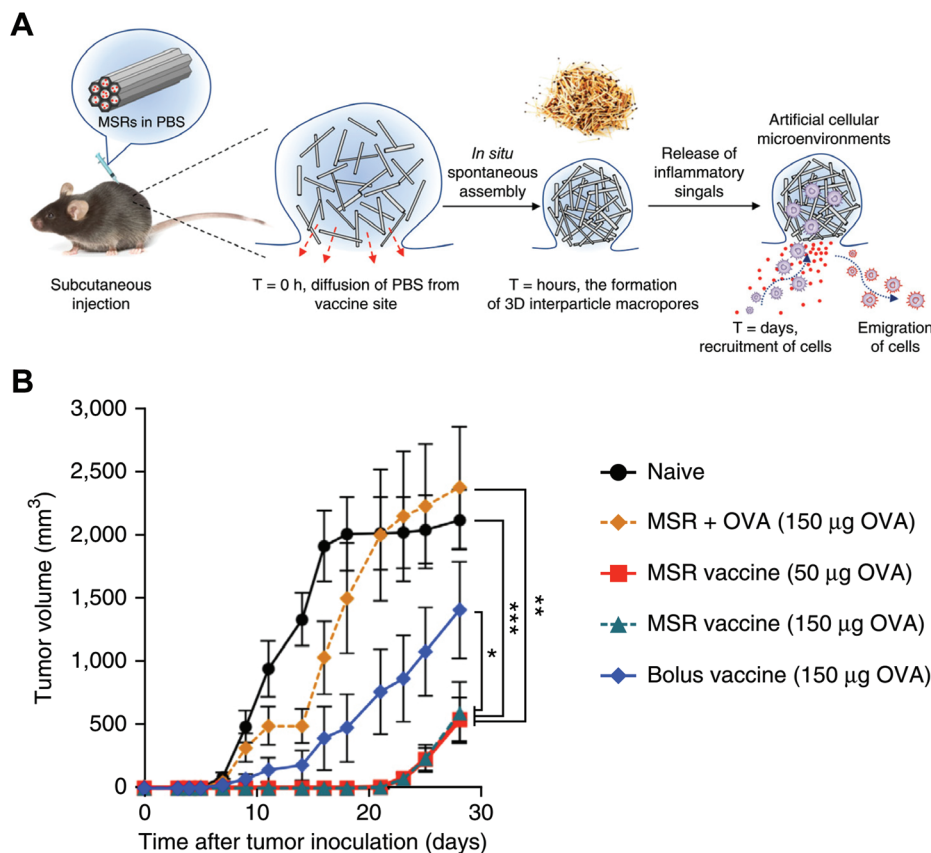 A
MSRs in PBS
Subcutaneous
injection
T = 0 h, diffusion of PBS from
vaccine site
In situ
spontaneous
assembly
T = hours, the formation
of 3D interparticle macropores
Release of
inflammatory
singals
Artificial cellular
microenvironments
T = days,
recruitment of cells
Emigration
of cells
B
Tumor volume (mm³)
3,000
2,500
2,000
1,500
1,000
500
0
0
10
20
30
Time after tumor inoculation (days)
*
***
**
Naive
MSR + OVA (150 μg OVA)
MSR vaccine (50 μg OVA)
MSR vaccine (150 μg OVA)
Bolus vaccine (150 μg OVA)